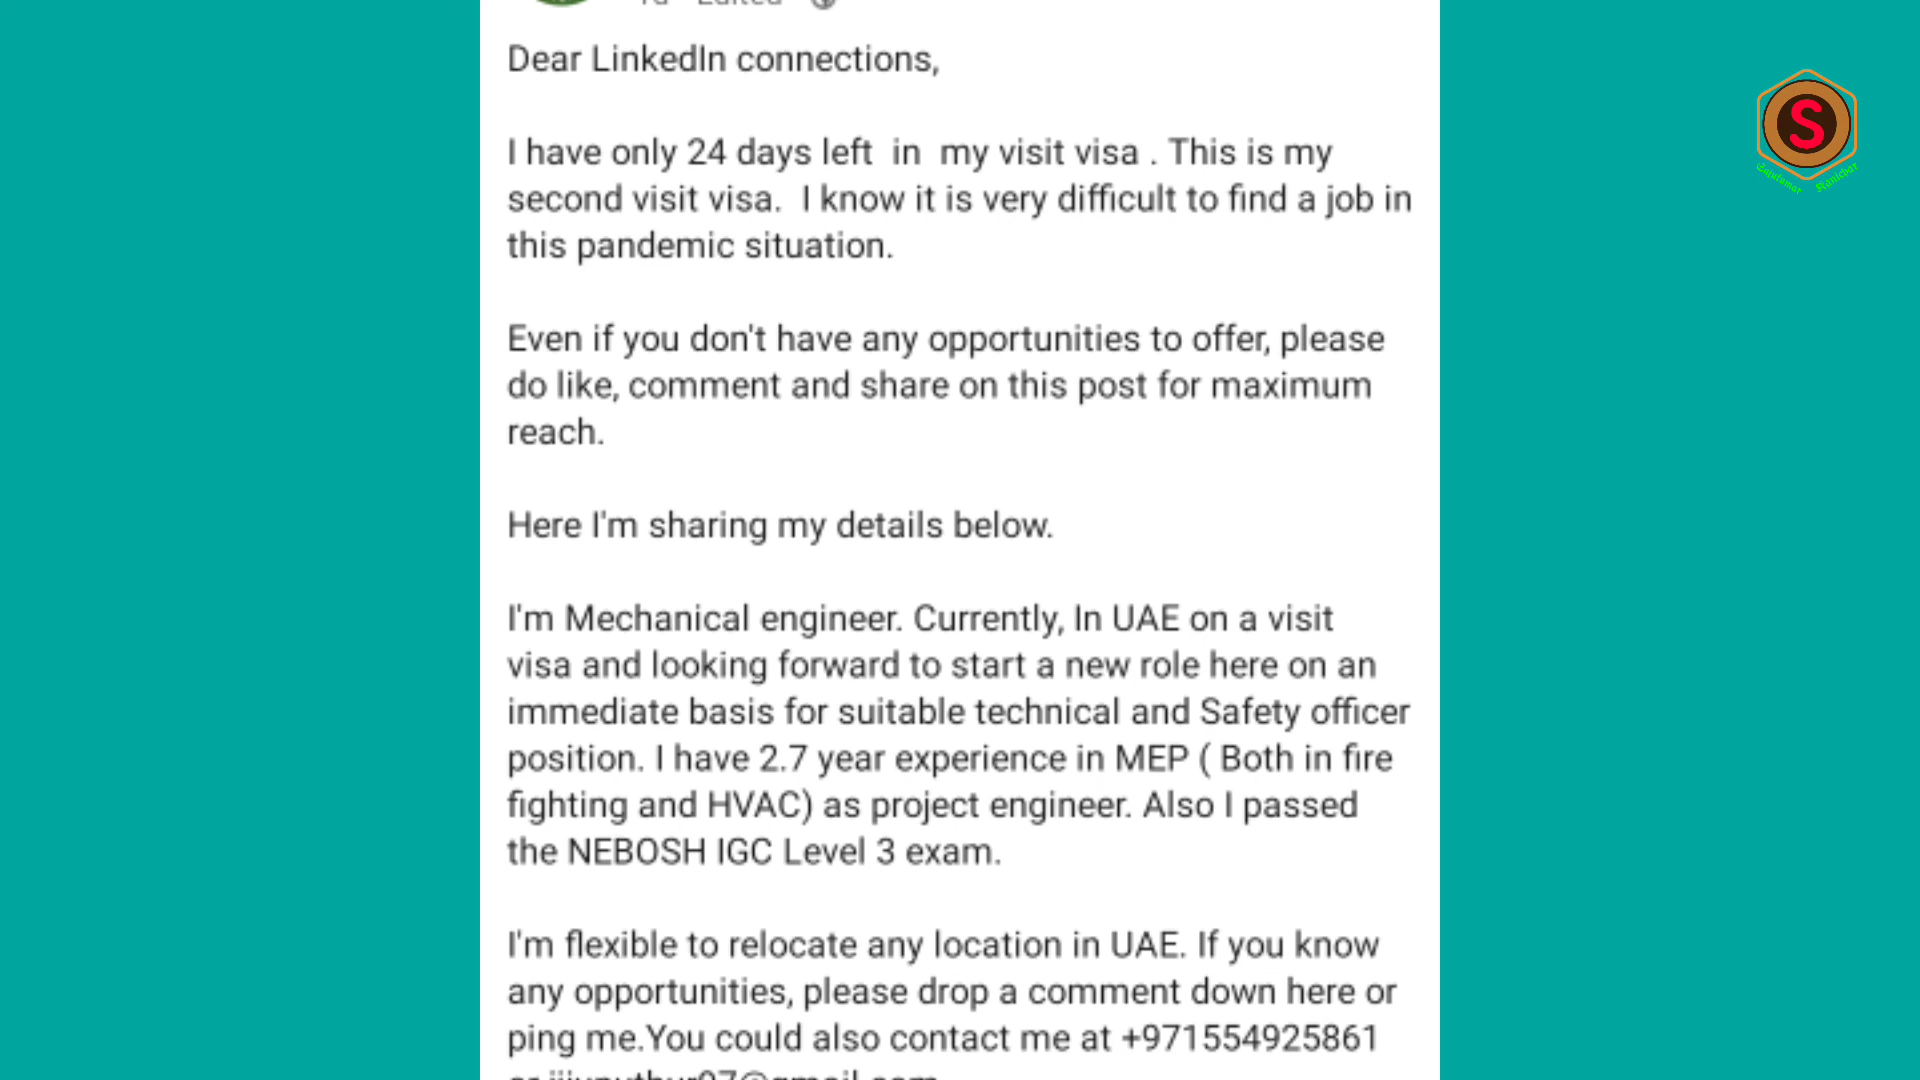 Dear LinkedIn connections,
I have only 24 days left in my visit visa . This is my
second visit visa. I know it is very difficult to find a job in
this pandemic situation.
Even if you don't have any opportunities to offer, please
do like, comment and share on this post for maximum
reach.
Here I'm sharing my details below.
I'm Mechanical engineer. Currently, In UAE on a visit
visa and looking forward to start a new role here on an
immediate basis for suitable technical and Safety officer
position. I have 2.7 year experience in MEP ( Both in fire
fighting and HVAC) as project engineer. Also I passed
the NEBOSH IGC Level 3 exam.
I'm flexible to relocate any location in UAE. If you know
any opportunities, please drop a comment down here or
ping me.You could also contact me at +971554925861
S